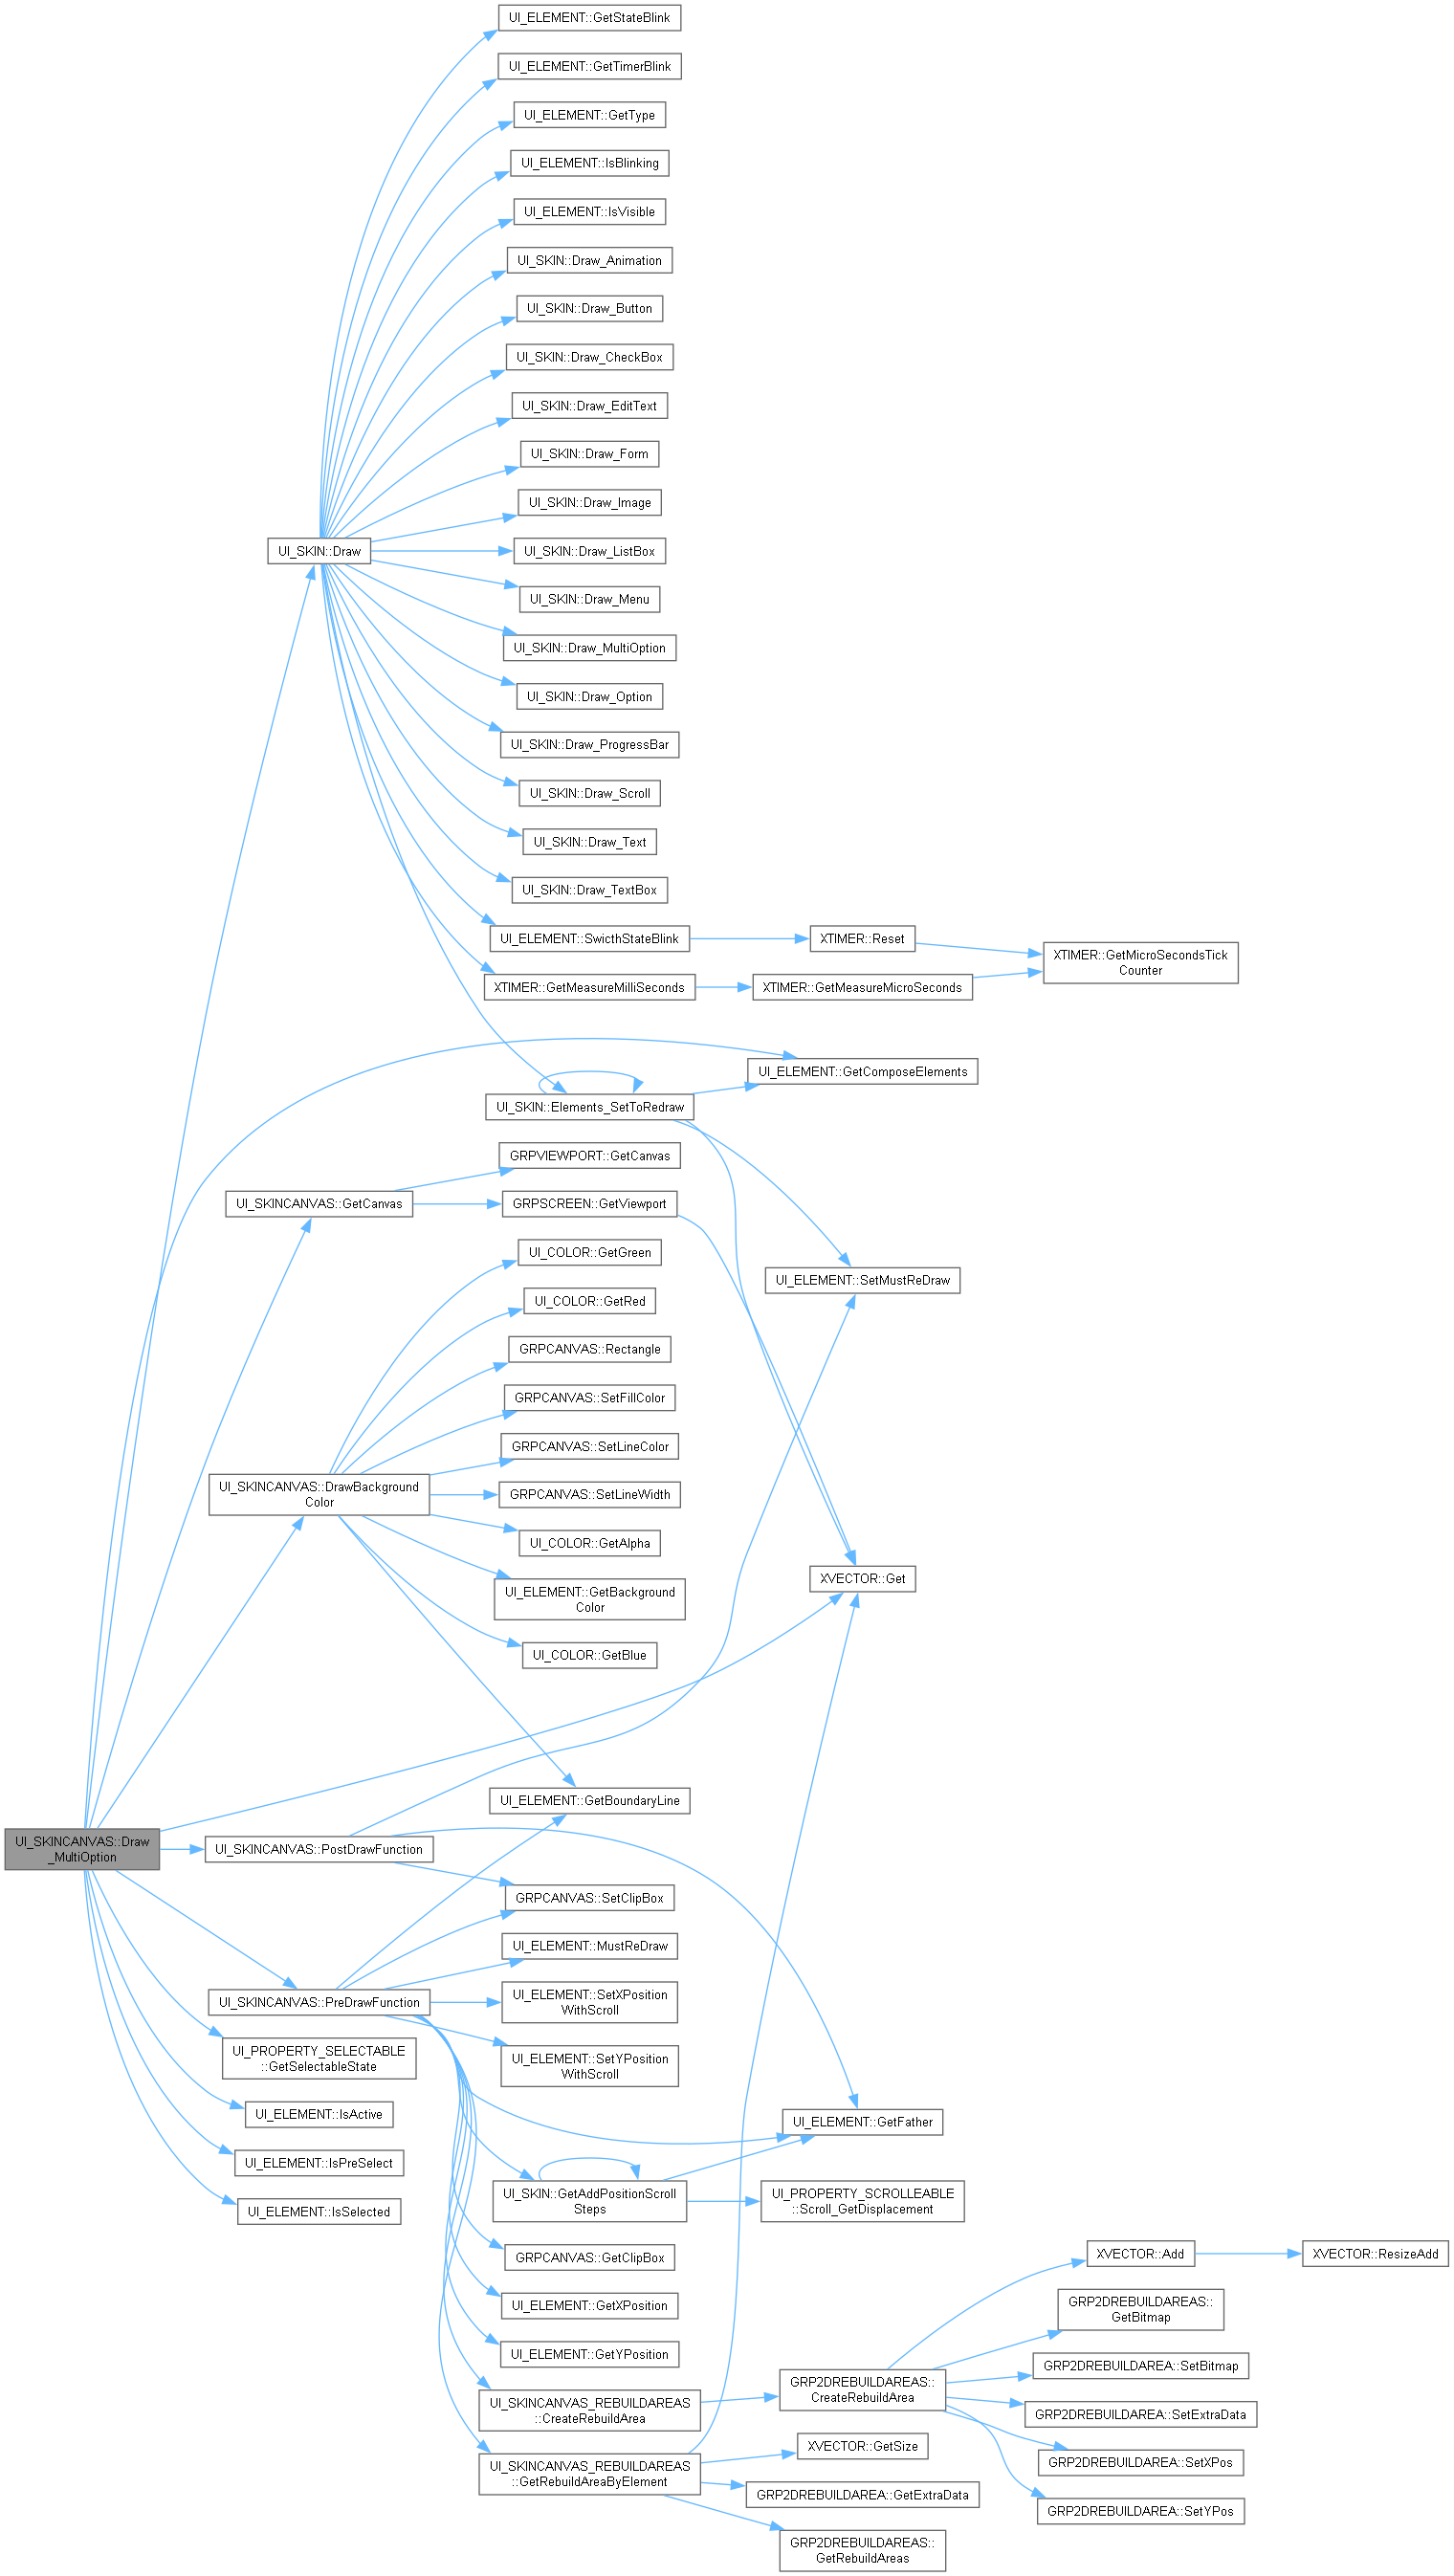 UI_ELEMENT::GetStateBlink
UI_ELEMENT::GetTimerBlink
UI_ELEMENT::GetType
UI_ELEMENT::IsBlinking
UI_ELEMENT::IsVisible
UI_SKIN::Draw_Animation
UI_SKIN::Draw_Button
UI_SKIN::Draw_CheckBox
UI_SKIN::Draw_EditText
UI_SKIN::Draw_Form
UI_SKIN::Draw_Image
UI_SKIN::Draw
UI_SKIN::Draw_ListBox
UI_SKIN::Draw_Menu
UI_SKIN::Draw_MultiOption
UI_SKIN::Draw_Option
UI_SKIN::Draw_ProgressBar
UI_SKIN::Draw_Scroll
UI_SKIN::Draw_Text
UI_SKIN::Draw_TextBox
UI_ELEMENT::SwicthStateBlink
XTIMER::Reset
XTIMER::GetMicroSecondsTick
Counter
XTIMER::GetMeasureMilliSeconds
XTIMER::GetMeasureMicroSeconds
UI_ELEMENT::GetComposeElements
UI_SKIN::Elements_SetToRedraw
GRPVIEWPORT::GetCanvas
UI_SKINCANVAS::GetCanvas
GRPSCREEN::GetViewport
UI_COLOR::GetGreen
UI_ELEMENT::SetMustReDraw
UI_COLOR::GetRed
GRPCANVAS::Rectangle
GRPCANVAS::SetFillColor
GRPCANVAS::SetLineColor
UI_SKINCANVAS::DrawBackground
Color
GRPCANVAS::SetLineWidth
UI_COLOR::GetAlpha
XVECTOR::Get
UI_ELEMENT::GetBackground
Color
UI_COLOR::GetBlue
UI_ELEMENT::GetBoundaryLine
UI_SKINCANVAS::Draw
_MultiOption
UI_SKINCANVAS::PostDrawFunction
GRPCANVAS::SetClipBox
UI_ELEMENT::MustReDraw
UI_SKINCANVAS::PreDrawFunction
UI_ELEMENT::SetXPosition
WithScroll
UI_PROPERTY_SELECTABLE
::GetSelectableState
UI_ELEMENT::SetYPosition
WithScroll
UI_ELEMENT::IsActive
UI_ELEMENT::GetFather
UI_ELEMENT::IsPreSelect
UI_SKIN::GetAddPositionScroll
Steps
UI_PROPERTY_SCROLLEABLE
::Scroll_GetDisplacement
UI_ELEMENT::IsSelected
GRPCANVAS::GetClipBox
XVECTOR::Add
XVECTOR::ResizeAdd
UI_ELEMENT::GetXPosition
GRP2DREBUILDAREAS::
GetBitmap
UI_ELEMENT::GetYPosition
GRP2DREBUILDAREA::SetBitmap
GRP2DREBUILDAREAS::
CreateRebuildArea
UI_SKINCANVAS_REBUILDAREAS
::CreateRebuildArea
GRP2DREBUILDAREA::SetExtraData
XVECTOR::GetSize
GRP2DREBUILDAREA::SetXPos
UI_SKINCANVAS_REBUILDAREAS
::GetRebuildAreaByElement
GRP2DREBUILDAREA::GetExtraData
GRP2DREBUILDAREA::SetYPos
GRP2DREBUILDAREAS::
GetRebuildAreas